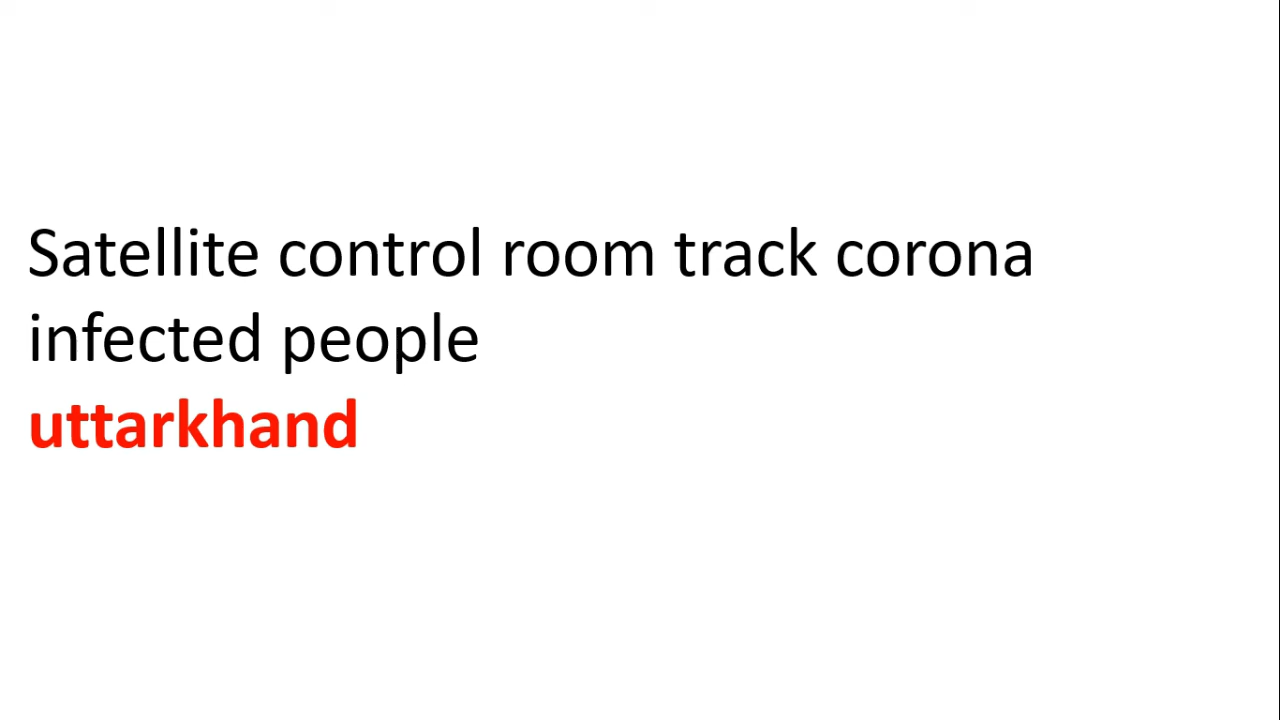 Satellite control room track corona
infected people
uttarkhand